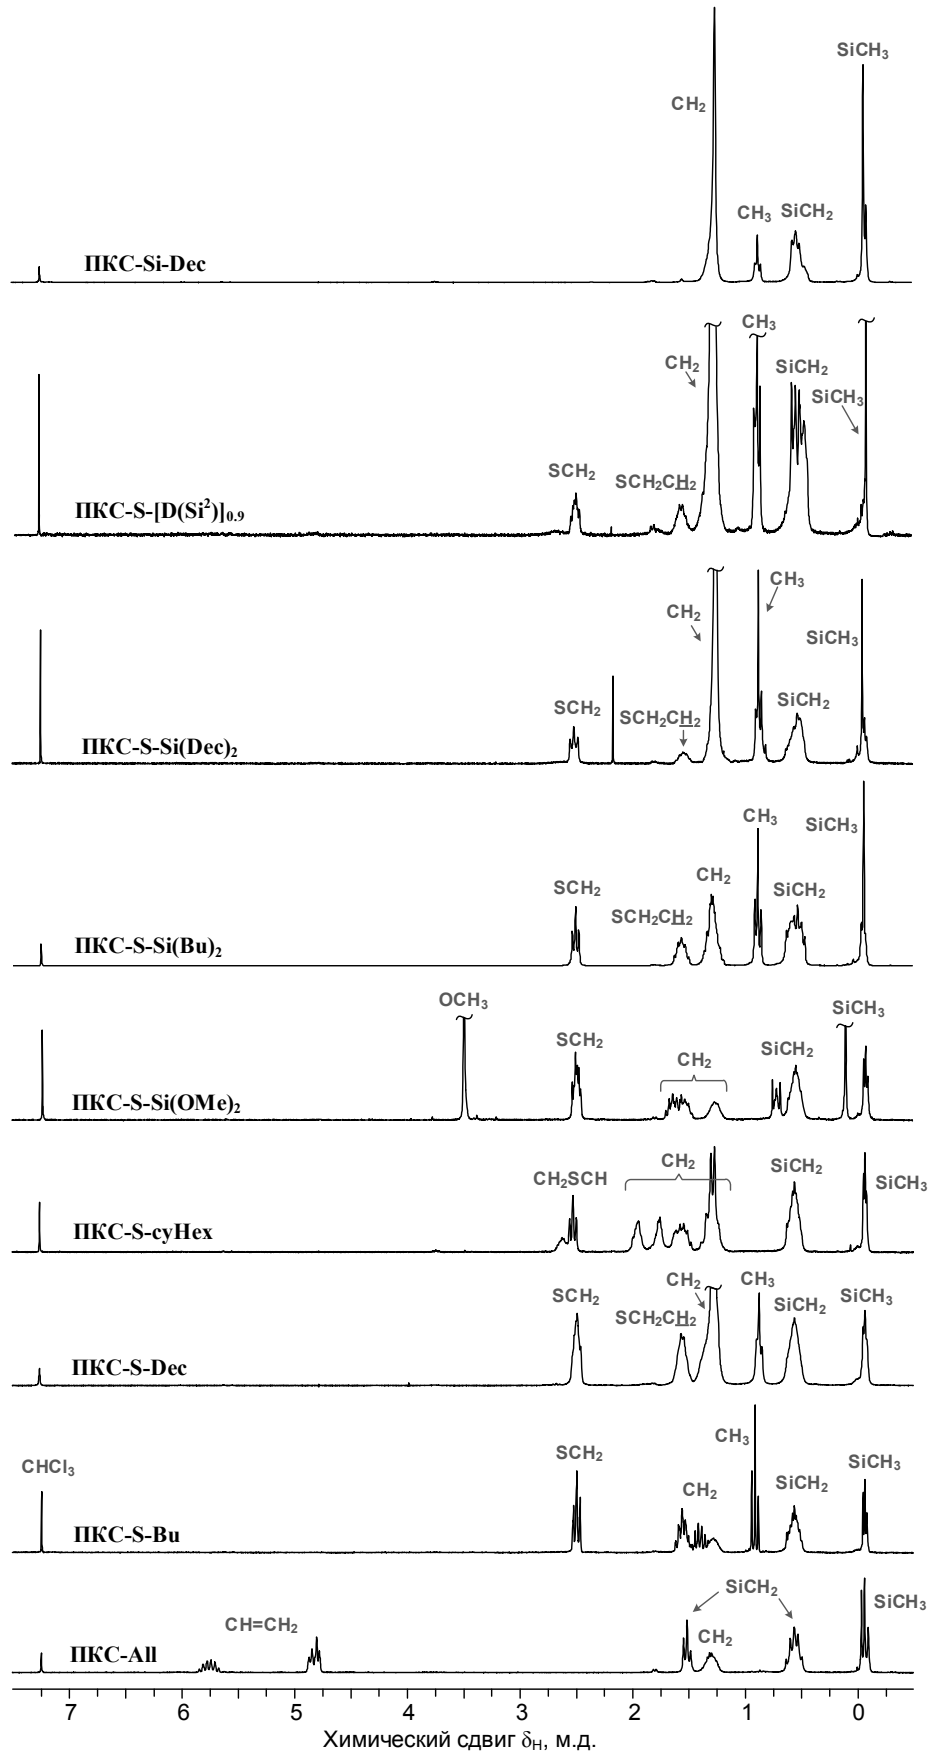 SiCH₃
CH₂
CH₃ SiCH₂
ПКС-Si-Dec
CH₃
CH₂
SiCH₂
SiCH₃
SCH₂
SCH₂CH₂
ПКС-S-[D(Si²)]₀.₉
CH₃
CH₂
SiCH₃
SiCH₂
SCH₂
SCH₂CH₂
ПКС-S-Si(Dec)₂
CH₃
SiCH₃
CH₂
SCH₂
SiCH₂
SCH₂CH₂
ПКС-S-Si(Bu)₂
OCH₃
SiCH₃
SCH₂
SiCH₂
CH₂
ПКС-S-Si(OMe)₂
CH₂
SiCH₂
CH₂SCH
SiCH₃
ПКС-S-cyHex
CH₂ CH₃
SCH₂
SiCH₃
SiCH₂
SCH₂CH₂
ПКС-S-Dec
CH₃
SCH₂
SiCH₃
CHCl₃
SiCH₂
CH₂
ПКС-S-Bu
SiCH₂
SiCH₃
CH=CH₂
CH₂
ПКС-All
7 6 5 4 3 2 1 0
Химический сдвиг δH, м.д.